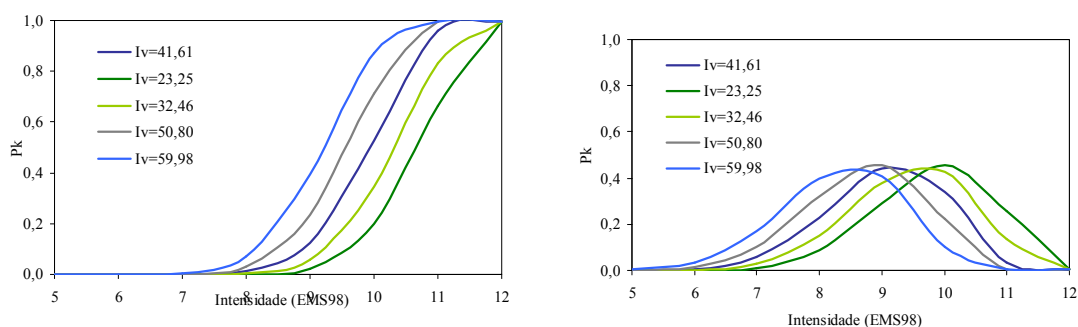 1,0
0,8
0,6
0,4
0,2
0,0
Pk
Iv=41,61
Iv=23,25
Iv=32,46
Iv=50,80
Iv=59,98
5 6 7 8 9 10 11 12
Intensidade (EMS98)
1,0
0,8
0,6
0,4
0,2
0,0
Pk
Iv=41,61
Iv=23,25
Iv=32,46
Iv=50,80
Iv=59,98
5 6 7 8 9 10 11 12
Intensidade (EMS98)